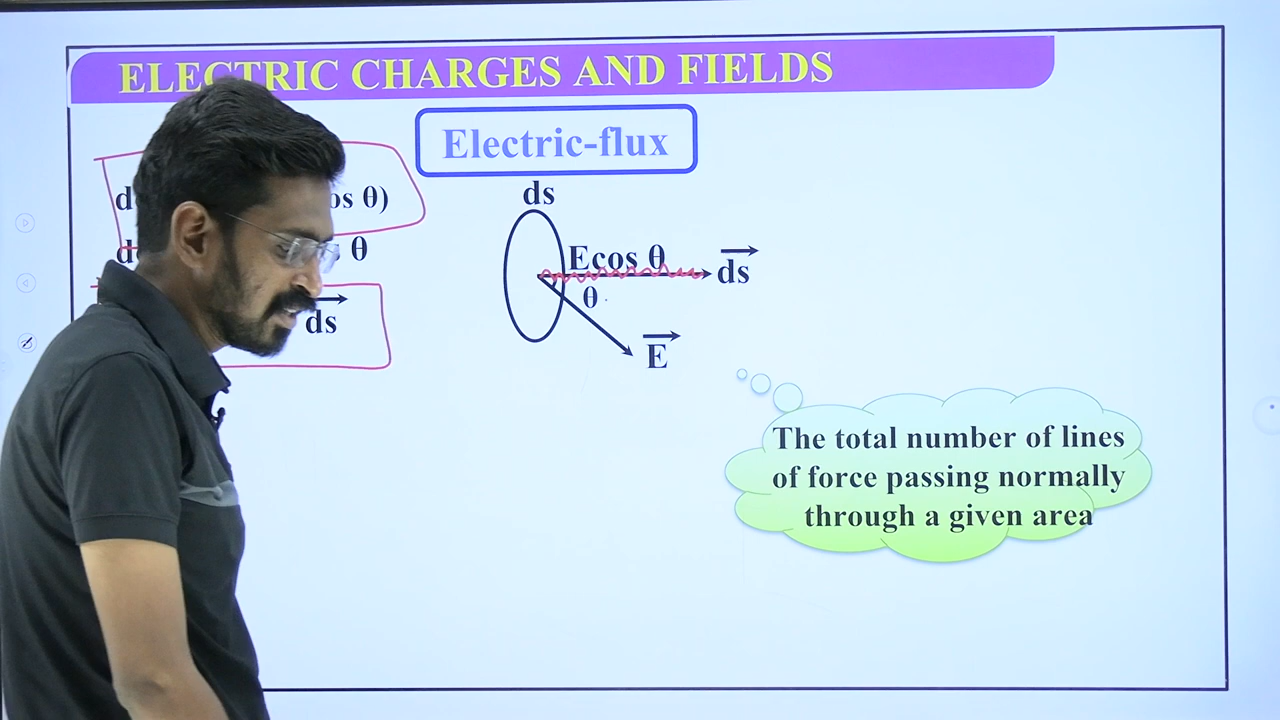 ELECTRIC CHARGES AND FIELDS
Electric-flux
ds
os θ)
θ
Ecos θ
ds
θ
ds
E
The total number of lines
of force passing normally
through a given area